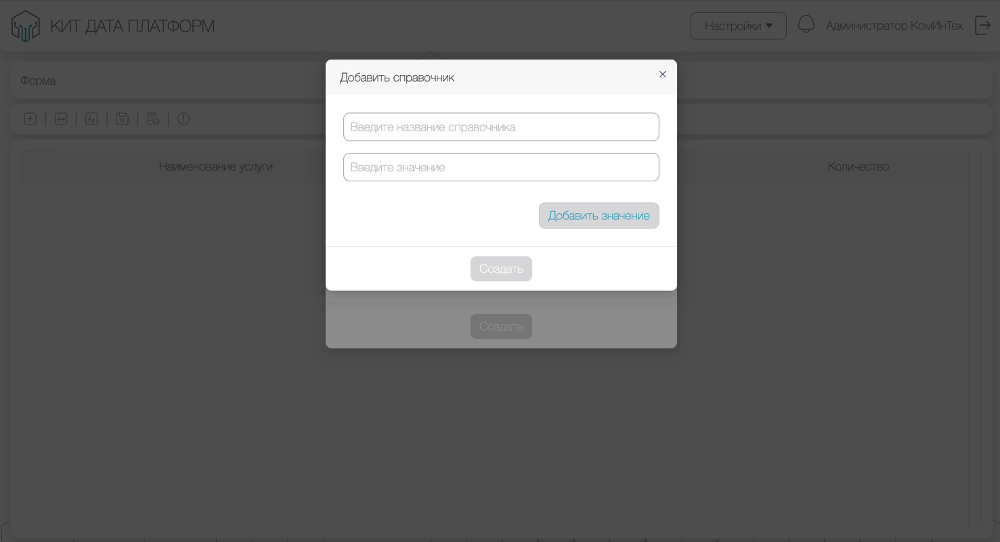 КИТ ДАТА ПЛАТФОРМ
Настройки
Администратор КомИнТех
Форма
Добавить справочник
Введите название справочника
Введите значение
Добавить значение
Создать
Создать
fx
Наименование услуги
Количество